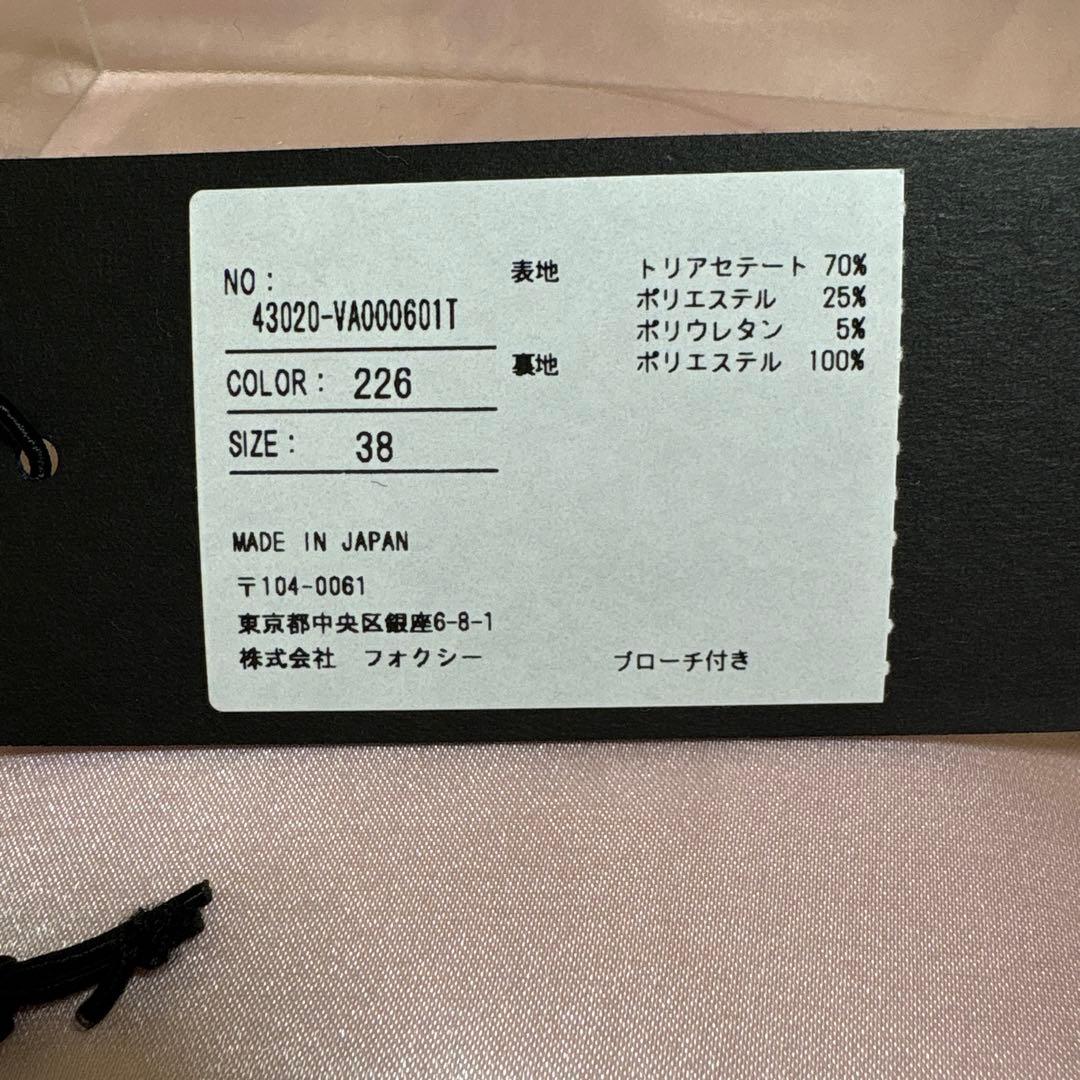 NO:
43020-VA000601T
COLOR: 226
SIZE: 38
表地 トリアセテート 70%
ポリエステル 25%
ポリウレタン 5%
裏地 ポリエステル 100%
MADE IN JAPAN
〒104-0061
東京都中央区銀座6-8-1
株式会社 フォクシー
ブローチ付き